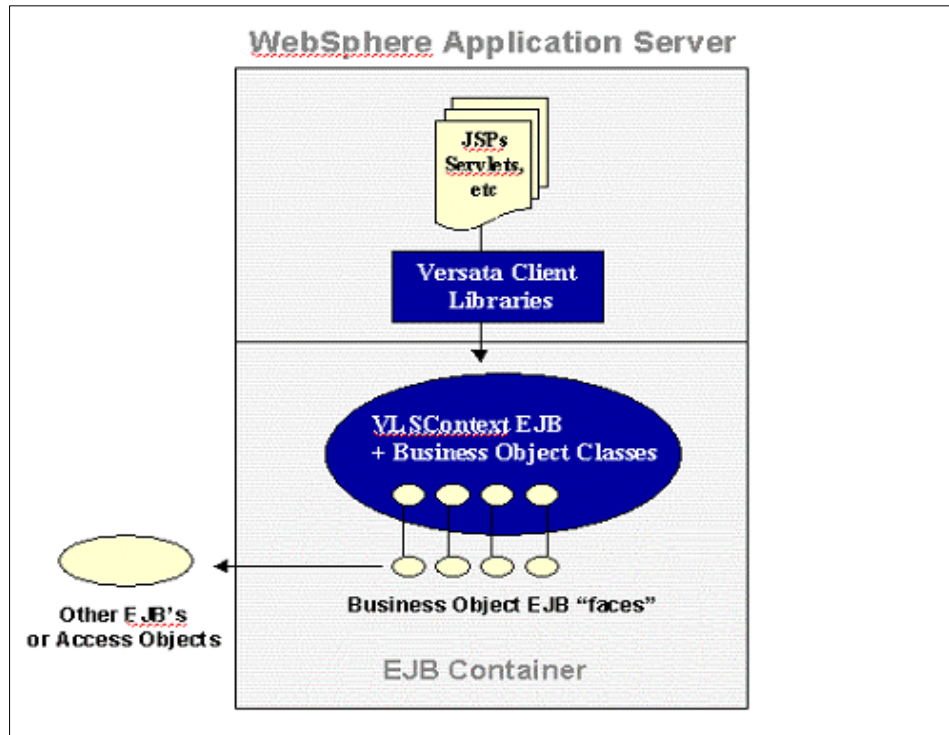 WebSphere Application Server
JSPs
Servlets,
etc
Versata Client
Libraries
VLSContext EJB
+ Business Object Classes
Other EJB's
or Access Objects
Business Object EJB “faces”
EJB Container